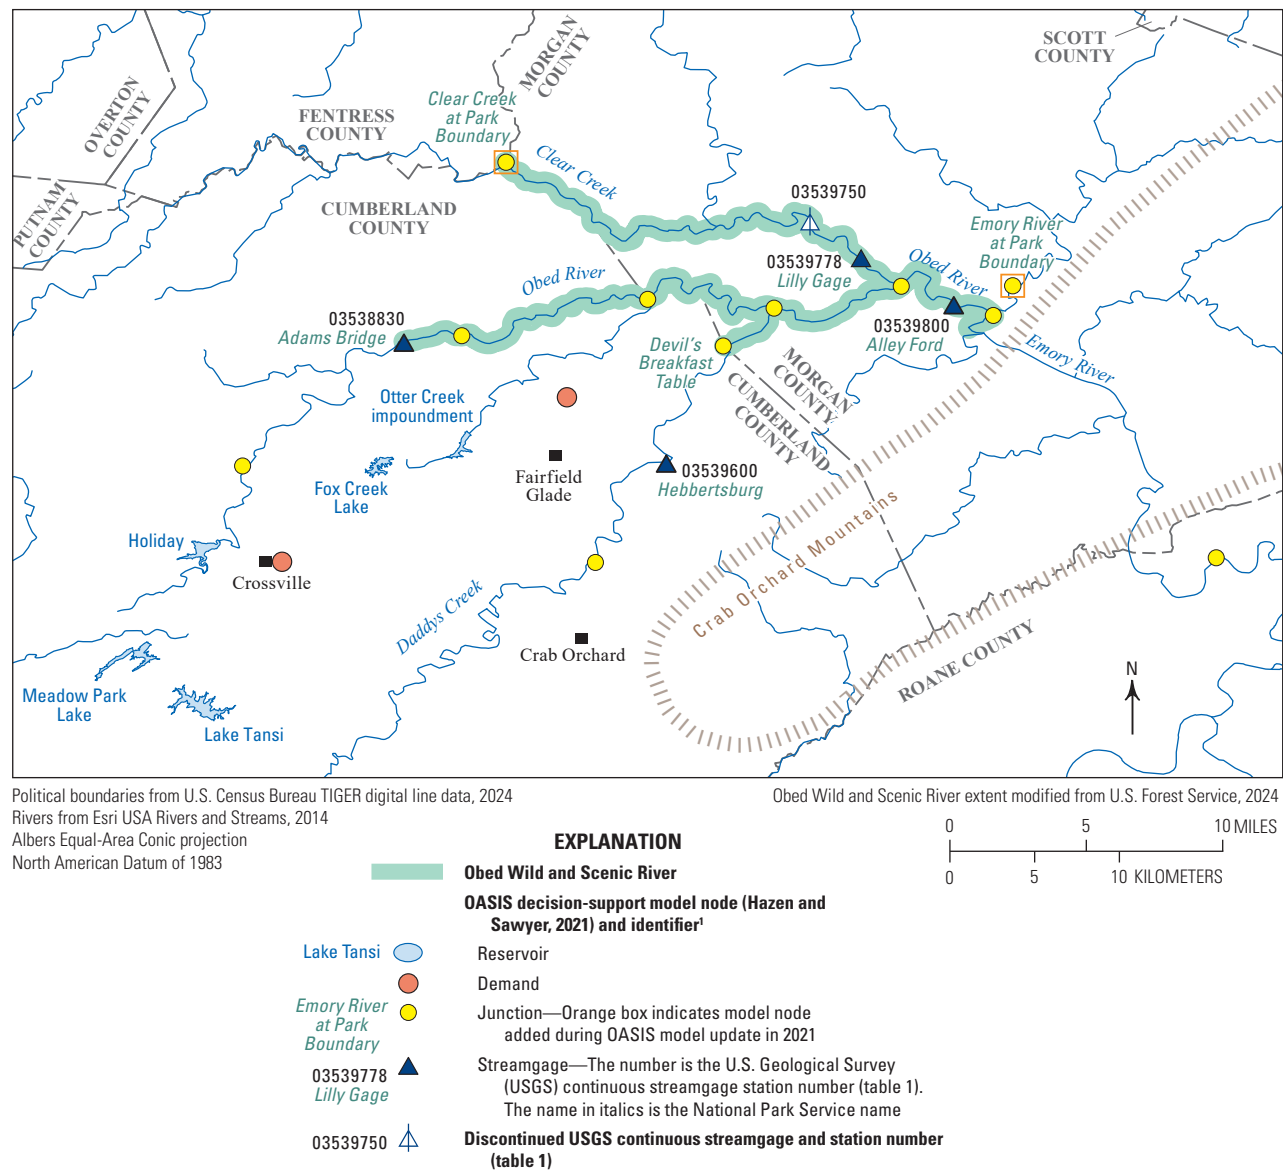 SCOTT
COUNTY
MORGAN
COUNTY
OVERTON
COUNTY
FENTRESS
COUNTY
Clear Creek
at Park
Boundary
Clear Creek
PUTNAM
COUNTY
CUMBERLAND
COUNTY
03539750
Emory River
at Park
Boundary
03539778
Lilly Gage
Obed River
Obed River
03538830
Adams Bridge
03539800
Alley Ford
Devil's
Breakfast
Table
Emory River
MORGAN
COUNTY
CUMBERLAND
COUNTY
Otter Creek
impoundment
Fox Creek
Lake
Fairfield
Glade
03539600
Hebbertsburg
Holiday
Crossville
Crab Orchard Mountains
Daddys Creek
Crab Orchard
ROANE COUNTY
Meadow Park
Lake
Lake Tansi
N
Political boundaries from U.S. Census Bureau TIGER digital line data, 2024
Rivers from Esri USA Rivers and Streams, 2014
Albers Equal-Area Conic projection
North American Datum of 1983
Obed Wild and Scenic River extent modified from U.S. Forest Service, 2024
0 5 10 MILES
0 5 10 KILOMETERS
EXPLANATION
Obed Wild and Scenic River
OASIS decision-support model node (Hazen and
Sawyer, 2021) and identifier¹
Lake Tansi Reservoir
Demand
Emory River
at Park
Boundary
Junction—Orange box indicates model node
added during OASIS model update in 2021
03539778
Lilly Gage
Streamgage—The number is the U.S. Geological Survey
(USGS) continuous streamgage station number (table 1).
The name in italics is the National Park Service name
03539750 Discontinued USGS continuous streamgage and station number
(table 1)